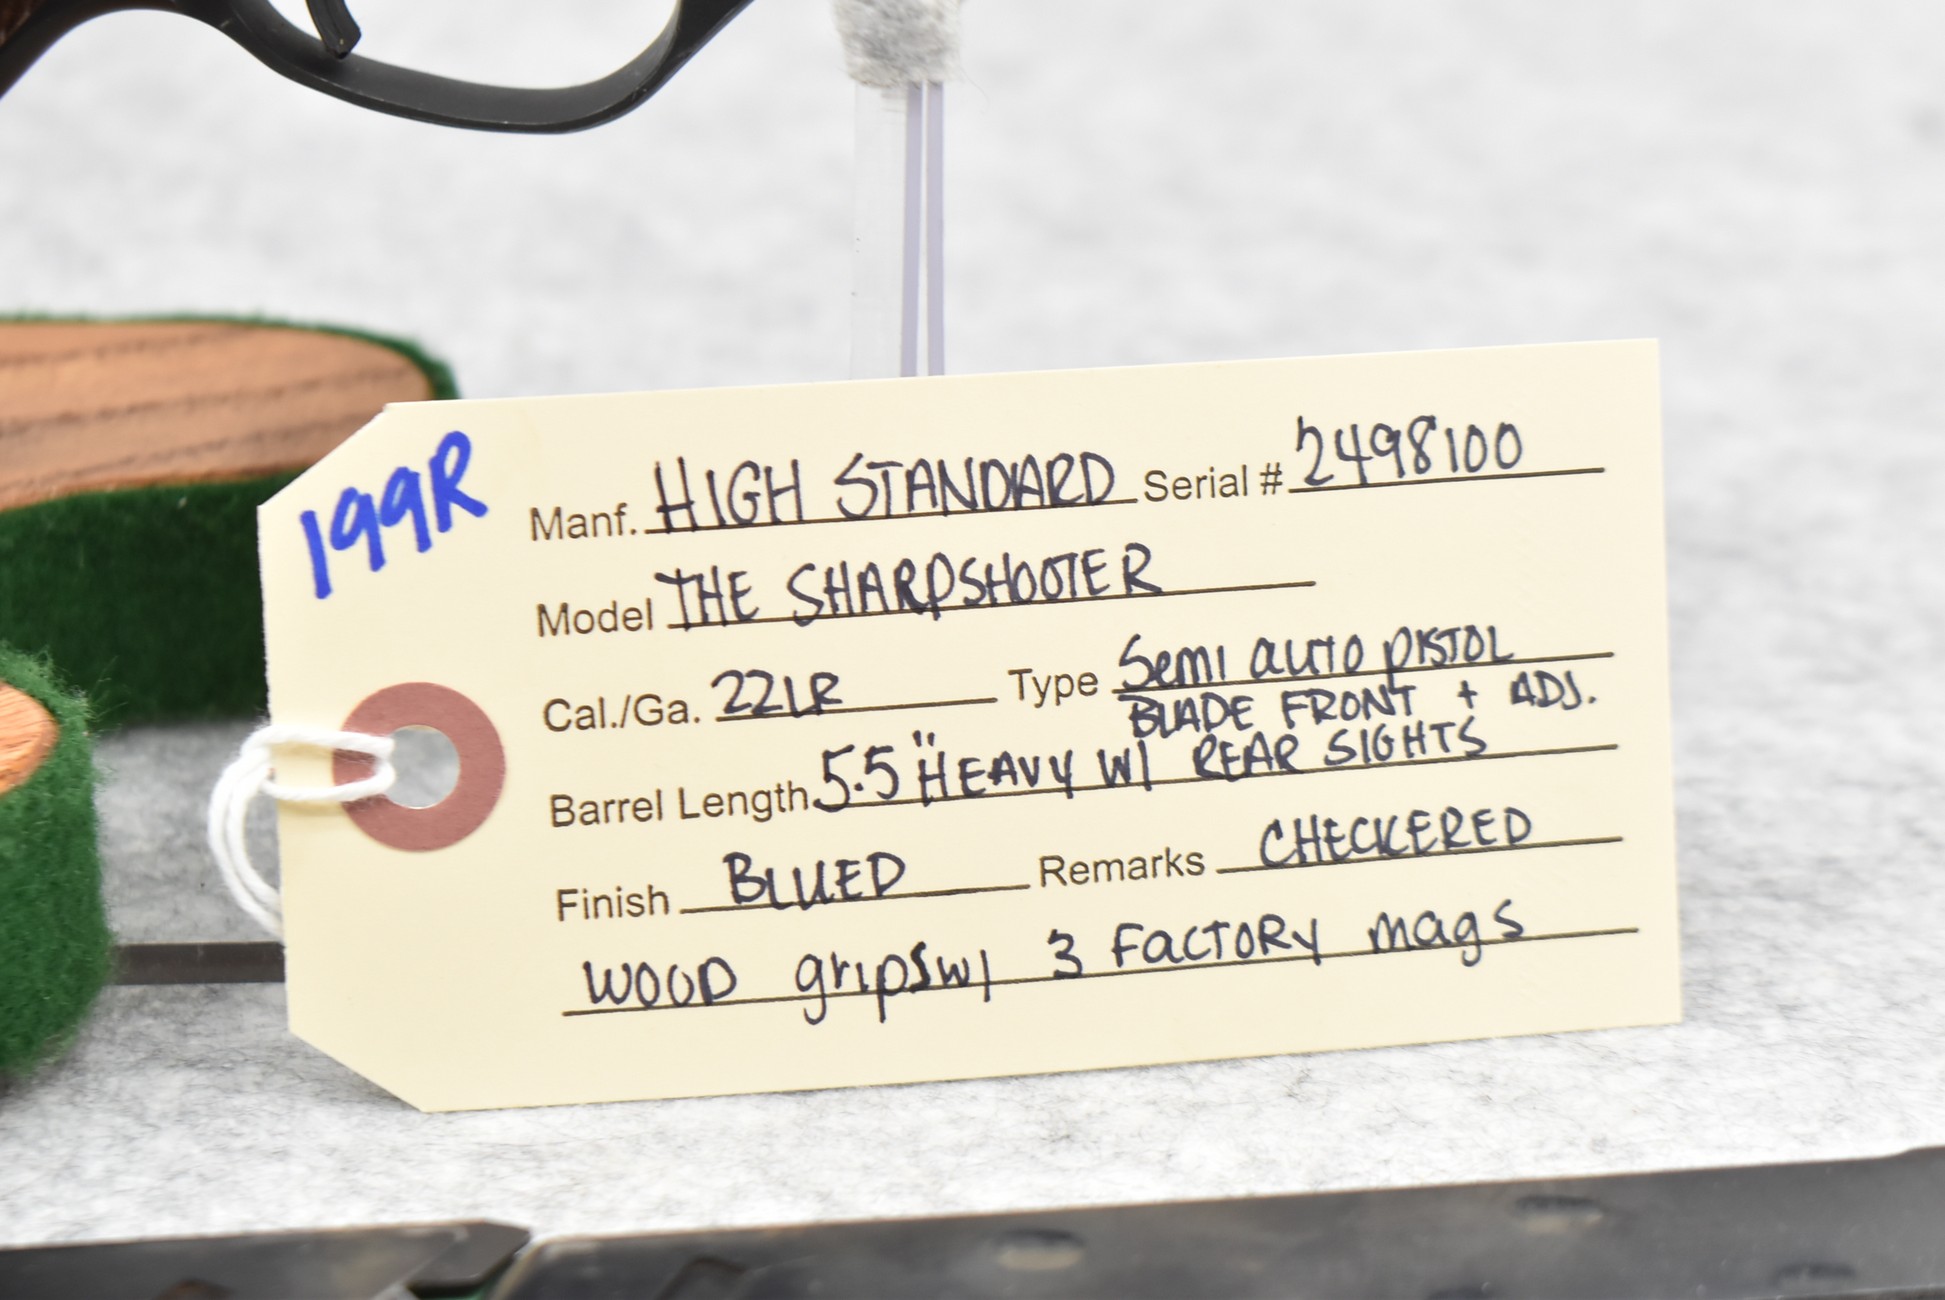 199R
Manf. HIGH STANDARD Serial # 2498100
Model THE SHARPSHOOTER
Cal./Ga. 22LR Type Semi auto PISTOL
BLADE FRONT + ADJ.
Barrel Length 5.5" HEAVY W/ REAR SIGHTS
Finish BLUED Remarks CHECKERED
WOOD grips w/ 3 FACTORY mags